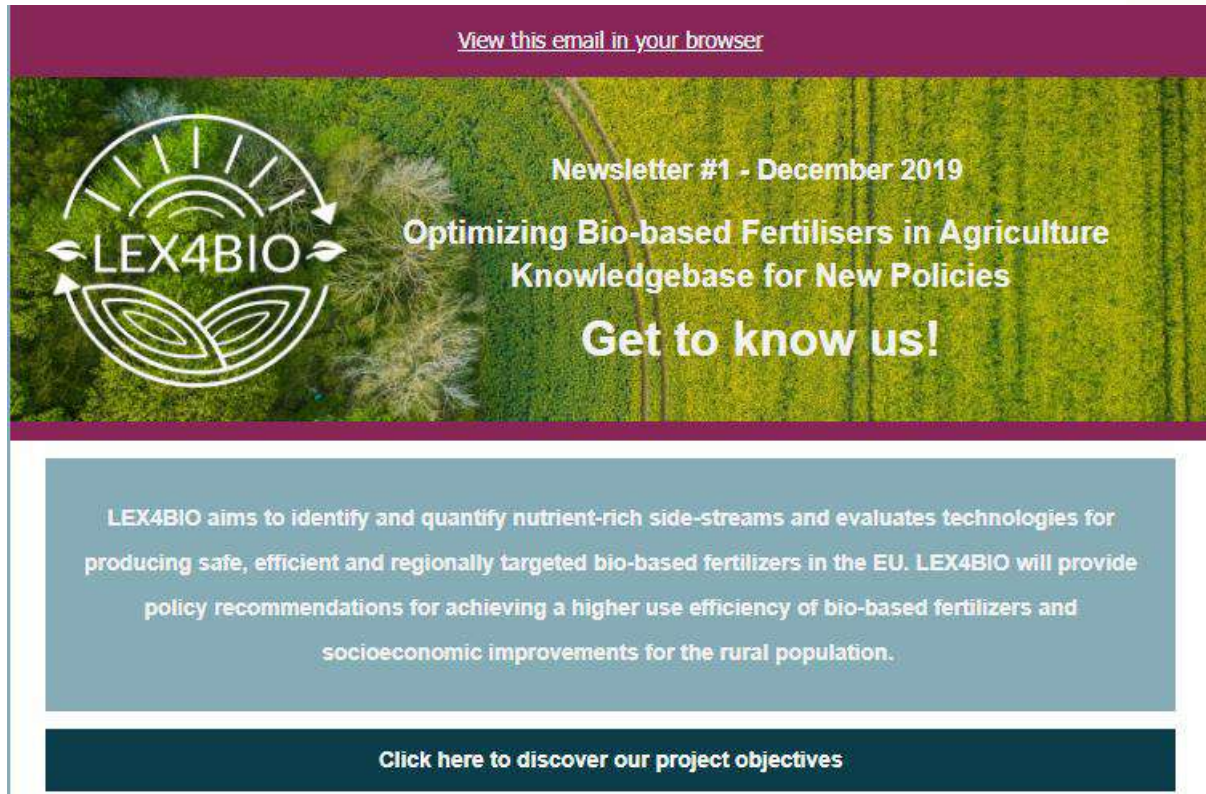 View this email in your browser
Newsletter #1 - December 2019
LEX4BIO
Optimizing Bio-based Fertilisers in Agriculture
Knowledgebase for New Policies
Get to know us!
LEX4BIO aims to identify and quantify nutrient-rich side-streams and evaluates technologies for
producing safe, efficient and regionally targeted bio-based fertilizers in the EU. LEX4BIO will provide
policy recommendations for achieving a higher use efficiency of bio-based fertilizers and
socioeconomic improvements for the rural population.
Click here to discover our project objectives